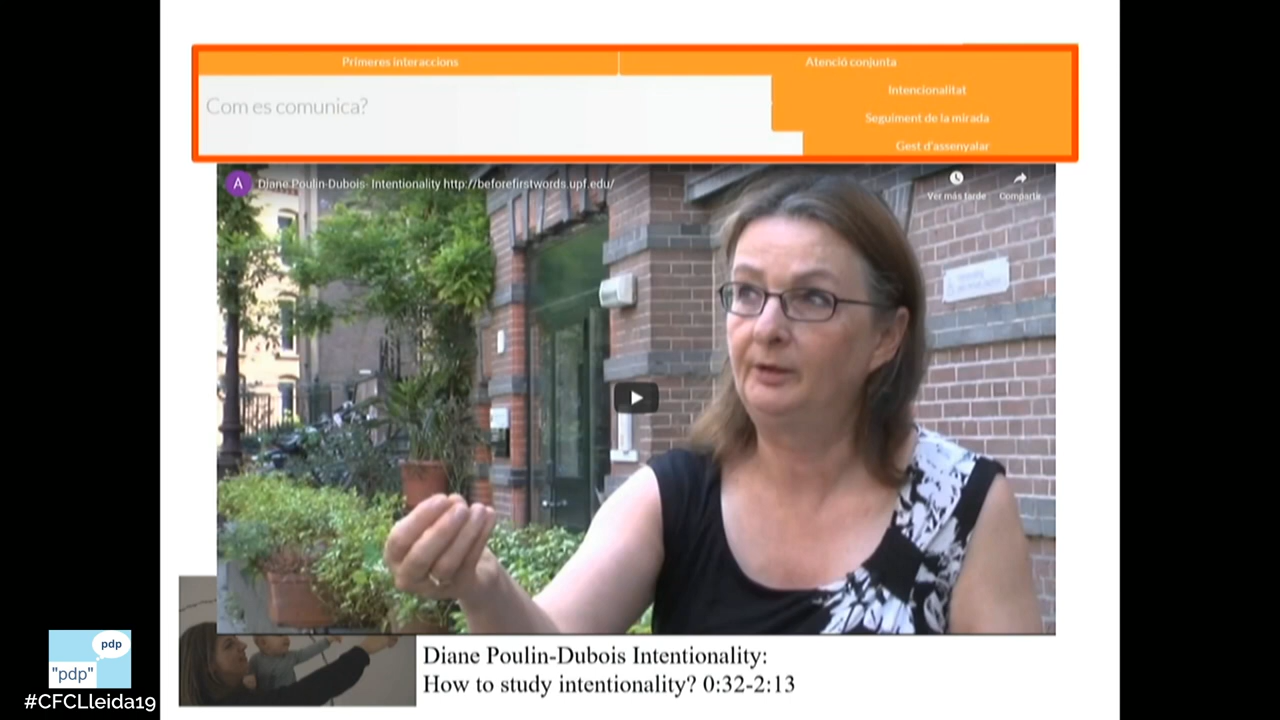 Primeres interaccions
Atenció conjunta
Intencionalitat
Com es comunica?
Seguiment de la mirada
Gest d'assenyalar
A
Diane Poulin-Dubois- Intentionality http://beforefirstwords.upf.edu/
Ver más tarde
Compartir
Diane Poulin-Dubois Intentionality:
How to study intentionality? 0:32-2:13
pdp
"pdp"
#CFCLleida19